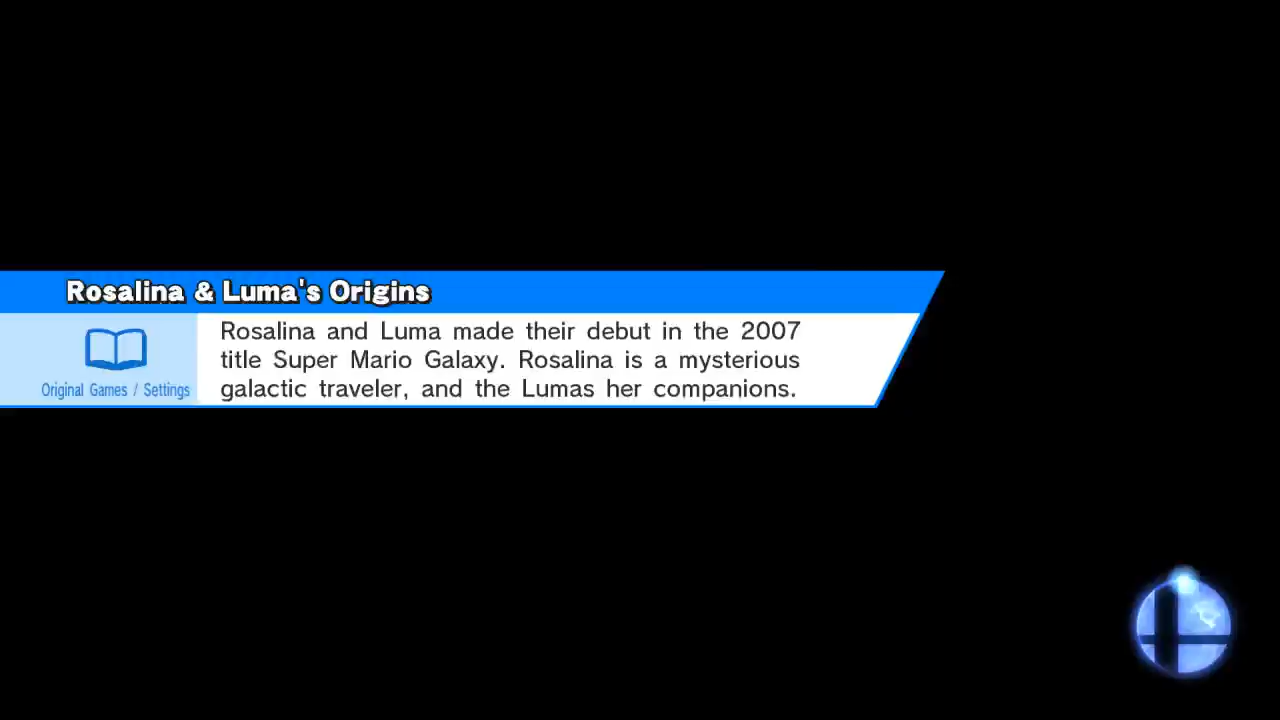 Rosalina & Luma's Origins
Rosalina and Luma made their debut in the 2007
title Super Mario Galaxy. Rosalina is a mysterious
galactic traveler, and the Lumas her companions.
Original Games / Settings